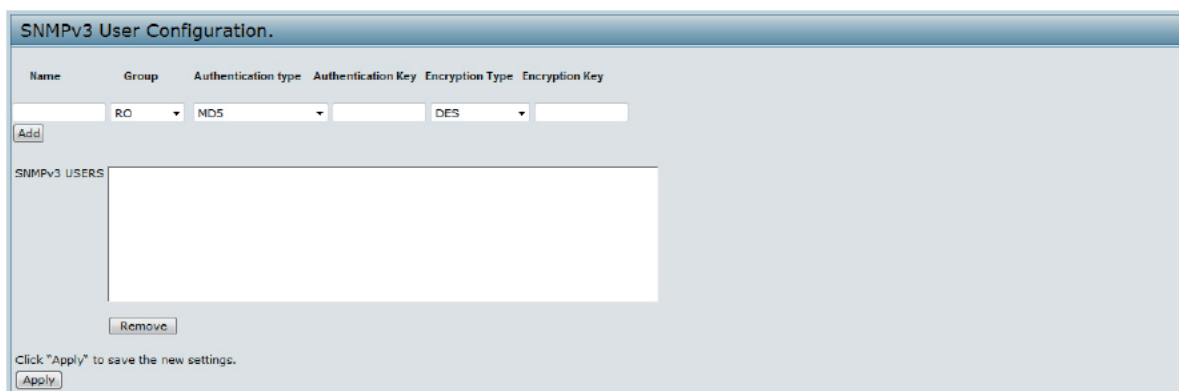 SNMPv3 User Configuration.
Name Group Authentication type Authentication Key Encryption Type Encryption Key
RO MD5 DES
Add
SNMPv3 USERS
Remove
Click "Apply" to save the new settings.
Apply